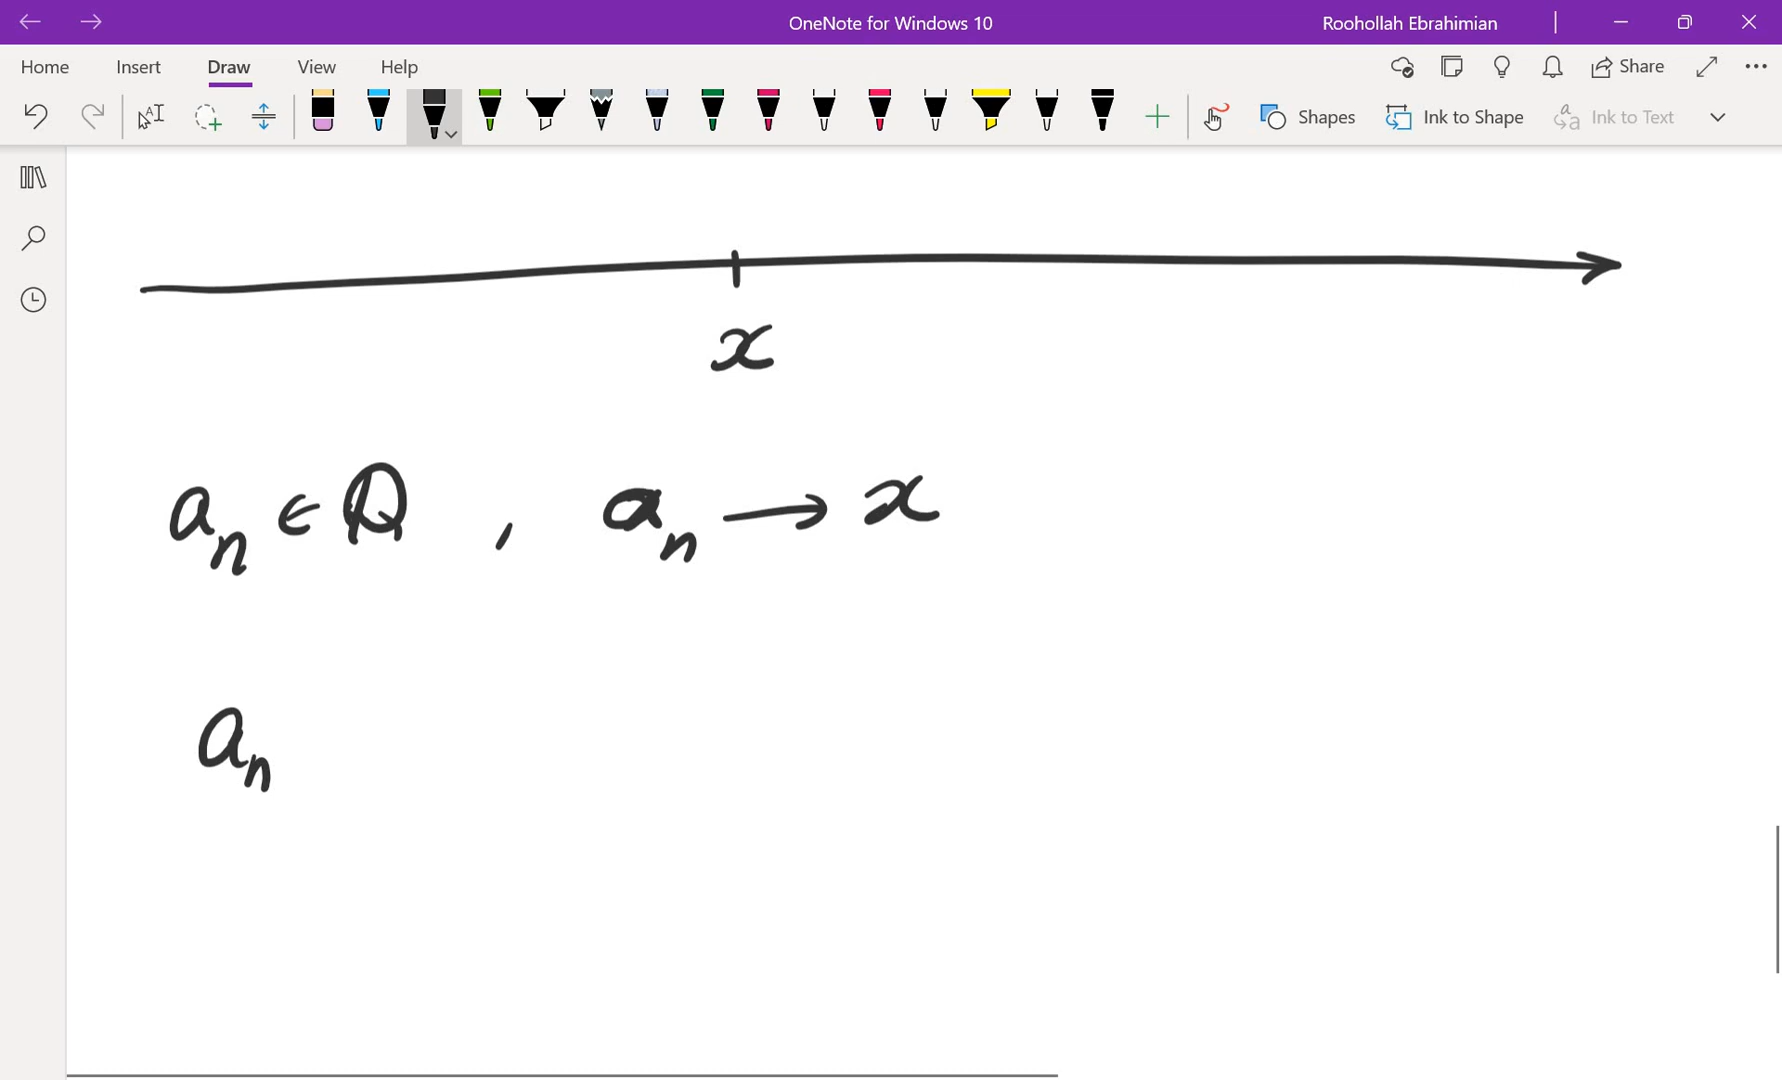 OneNote for Windows 10 Roohollah Ebrahimian
Home Insert Draw View Help Share
Shapes Ink to Shape Ink to Text
x
aₙ ∈ ℚ , aₙ → x
aₙ